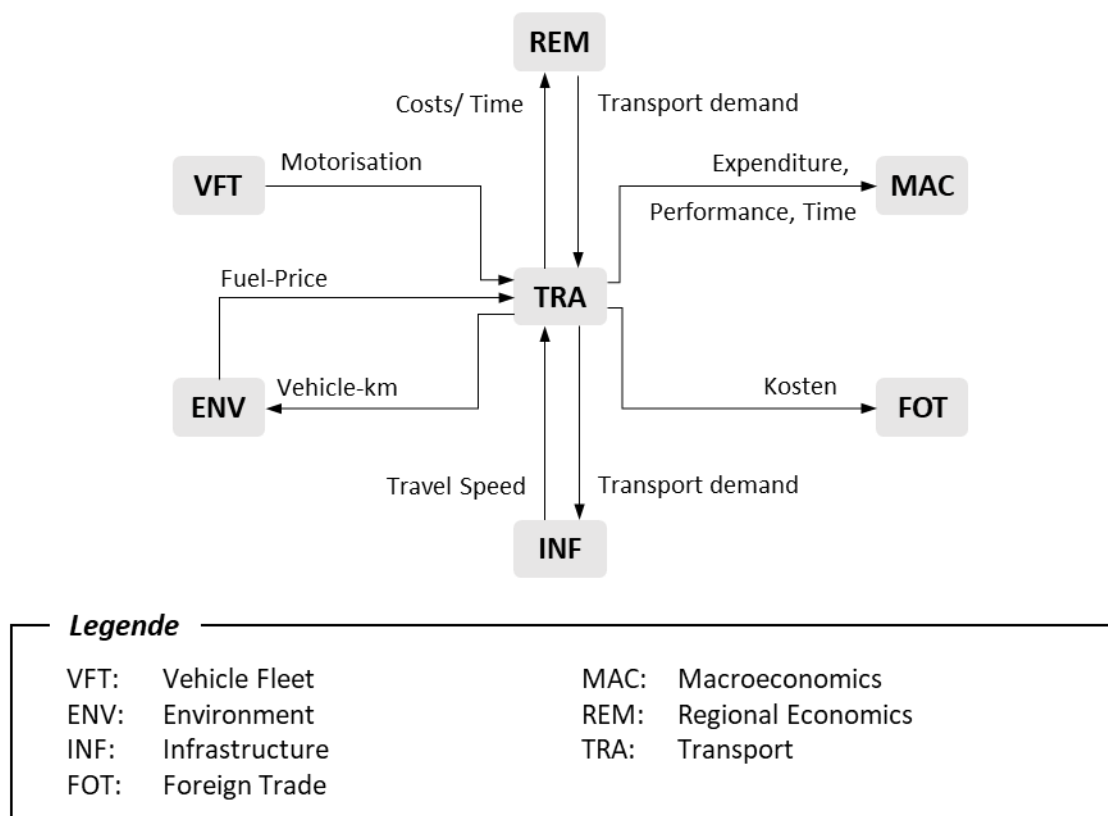 REM
Costs/ Time
Transport demand
Motorisation
Expenditure,
VFT
MAC
Performance, Time
Fuel-Price
TRA
Vehicle-km
Kosten
ENV
FOT
Travel Speed
Transport demand
INF
Legende
VFT: Vehicle Fleet
ENV: Environment
INF: Infrastructure
FOT: Foreign Trade
MAC: Macroeconomics
REM: Regional Economics
TRA: Transport